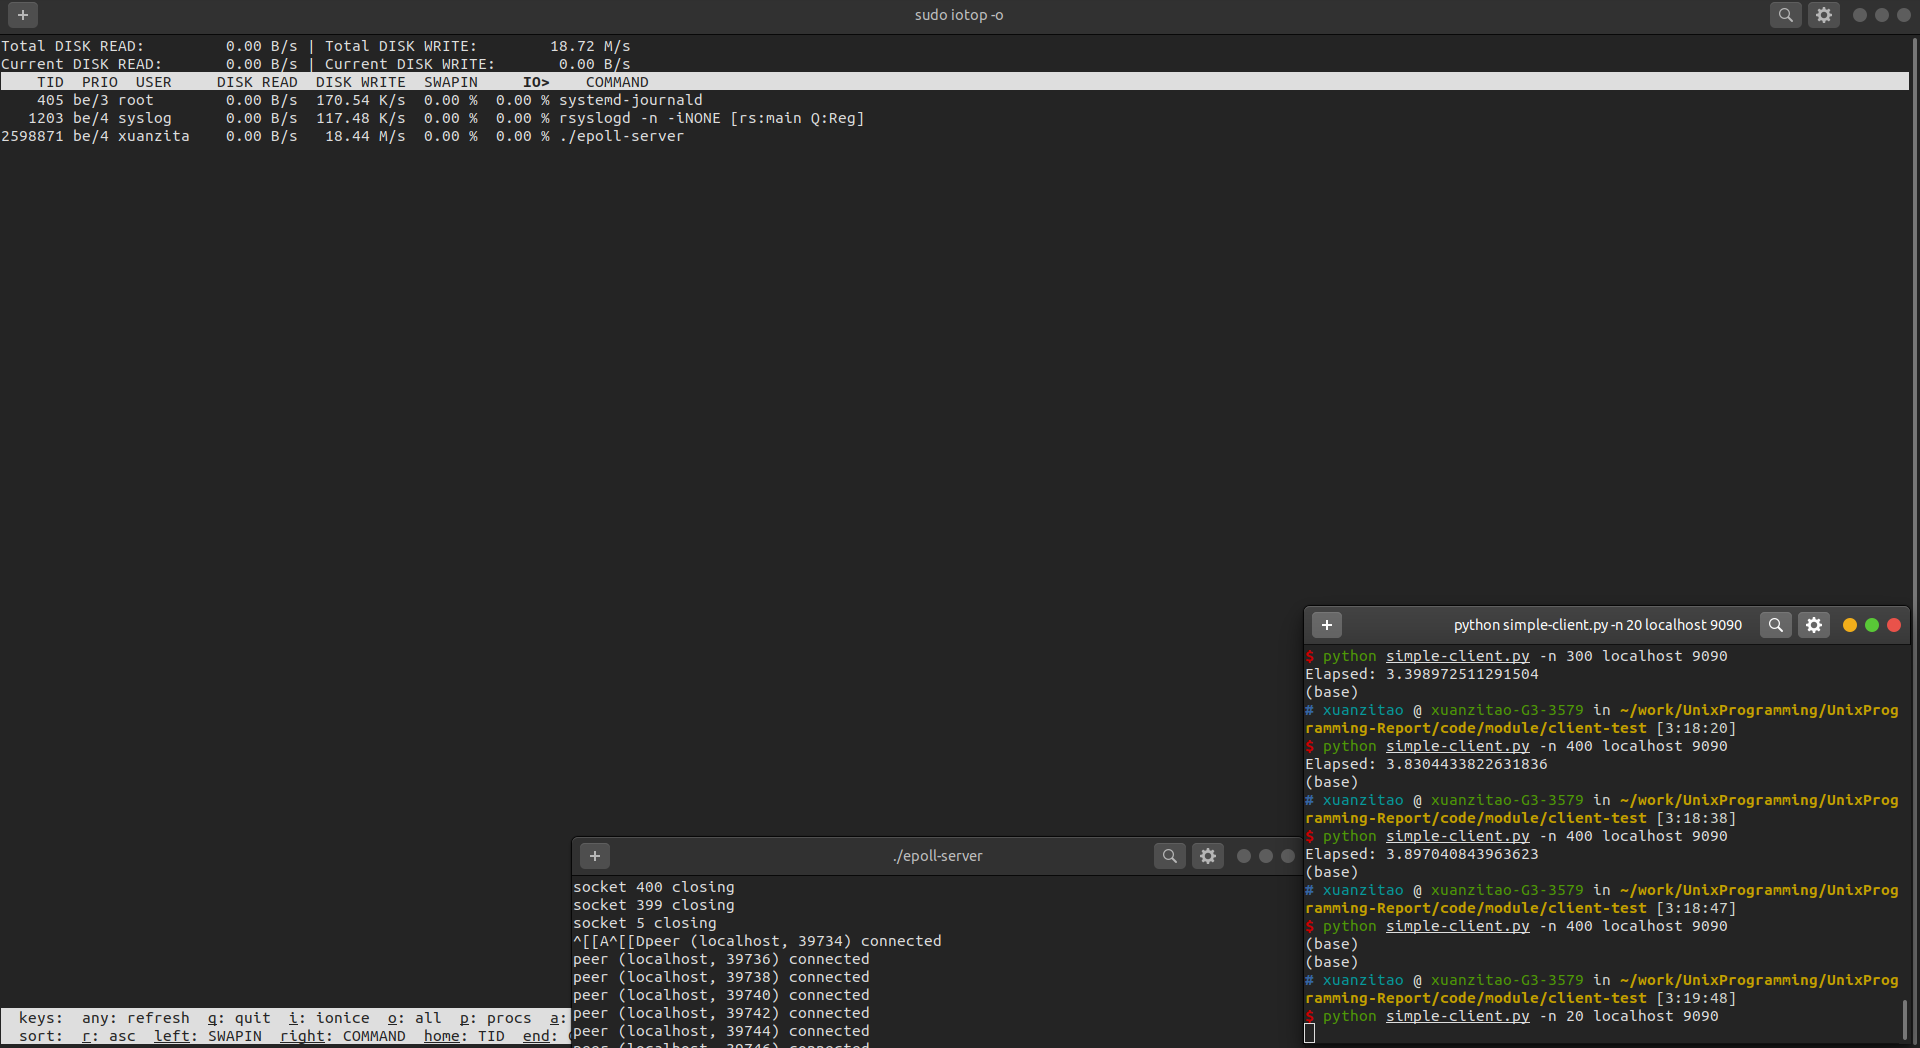 sudo iotop -o
Total DISK READ:         0.00 B/s | Total DISK WRITE:        18.72 M/s
Current DISK READ:       0.00 B/s | Current DISK WRITE:       0.00 B/s
TID  PRIO  USER     DISK READ  DISK WRITE  SWAPIN     IO>    COMMAND
405 be/3 root        0.00 B/s  170.54 K/s  0.00 %  0.00 % systemd-journald
1203 be/4 syslog      0.00 B/s  117.48 K/s  0.00 %  0.00 % rsyslogd -n -iNONE [rs:main Q:Reg]
2598871 be/4 xuanzita    0.00 B/s   18.44 M/s  0.00 %  0.00 % ./epoll-server
keys:  any: refresh  q: quit  i: ionice  o: all  p: procs  a:
sort:  r: asc  left: SWAPIN  right: COMMAND  home: TID  end:
./epoll-server
socket 400 closing
socket 399 closing
socket 5 closing
^[[A^[[Dpeer (localhost, 39734) connected
peer (localhost, 39736) connected
peer (localhost, 39738) connected
peer (localhost, 39740) connected
peer (localhost, 39742) connected
peer (localhost, 39744) connected
peer (localhost, 39746) connected
python simple-client.py -n 20 localhost 9090
$ python simple-client.py -n 300 localhost 9090
Elapsed: 3.398972511291504
(base)
# xuanzitao @ xuanzitao-G3-3579 in ~/work/UnixProgramming/UnixProg
ramming-Report/code/module/client-test [3:18:20]
$ python simple-client.py -n 400 localhost 9090
Elapsed: 3.8304433822631836
(base)
# xuanzitao @ xuanzitao-G3-3579 in ~/work/UnixProgramming/UnixProg
ramming-Report/code/module/client-test [3:18:38]
$ python simple-client.py -n 400 localhost 9090
Elapsed: 3.897040843963623
(base)
# xuanzitao @ xuanzitao-G3-3579 in ~/work/UnixProgramming/UnixProg
ramming-Report/code/module/client-test [3:18:47]
$ python simple-client.py -n 400 localhost 9090
(base)
(base)
# xuanzitao @ xuanzitao-G3-3579 in ~/work/UnixProgramming/UnixProg
ramming-Report/code/module/client-test [3:19:48]
$ python simple-client.py -n 20 localhost 9090